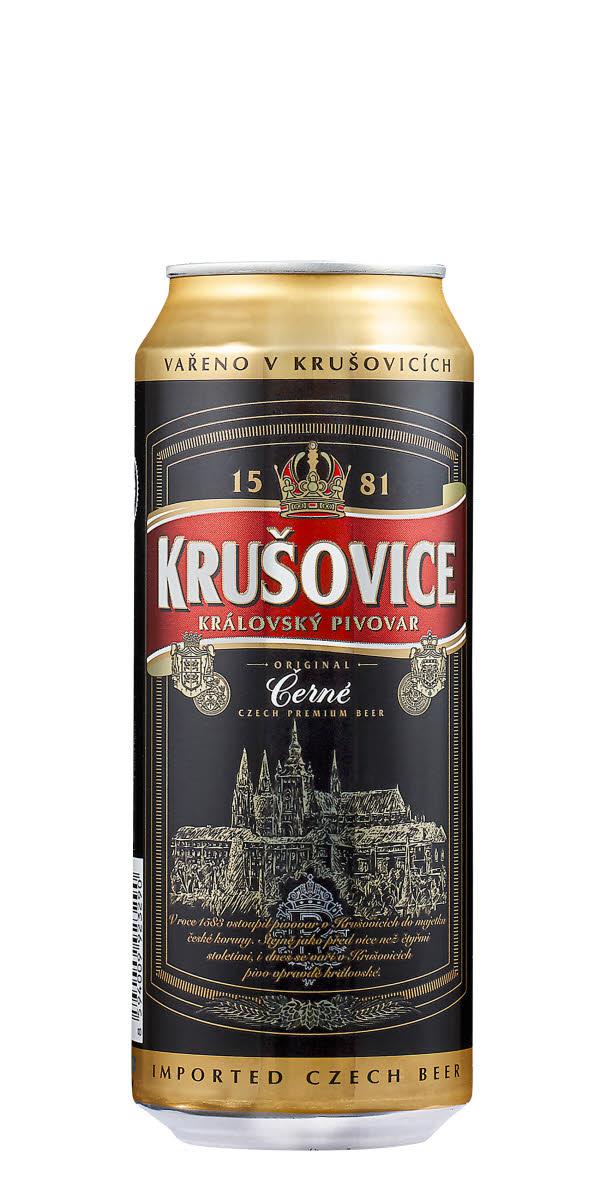 VAŘENO V KRUŠOVICÍCH
15 81
KRUŠOVICE
KRÁLOVSKÝ PIVOVAR
ORIGINAL
Černé
CZECH PREMIUM BEER
V roce 1583 vstoupil pivovar v Krušovicích do majetku
české koruny. Stejně jako před více než čtyřmi
stoletími, i dnes se vaří v Krušovicích
pivo opravdu královské.
IMPORTED CZECH BEER